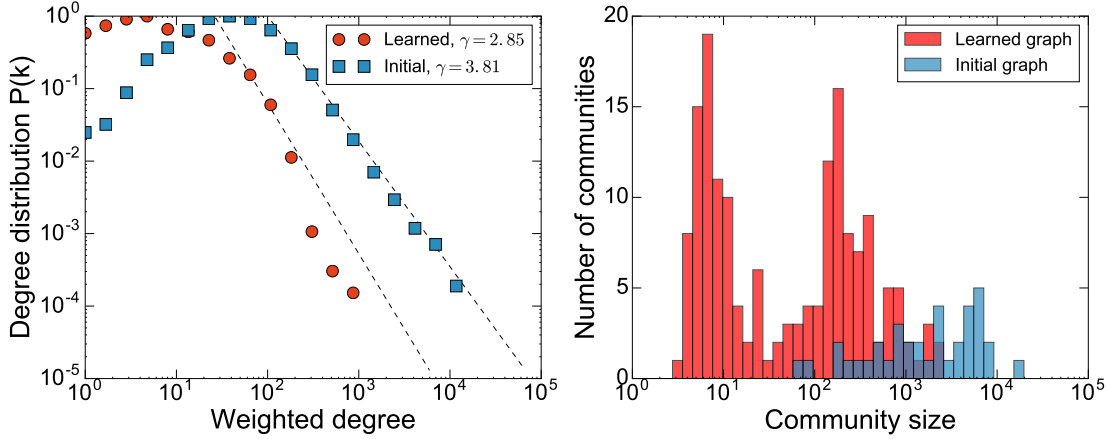 Degree distribution P(k)
10^0
10^-1
10^-2
10^-3
10^-4
10^-5
Learned, γ = 2.85
Initial, γ = 3.81
10^0 10^1 10^2 10^3 10^4 10^5
Weighted degree
Number of communities
20
15
10
5
0
Learned graph
Initial graph
10^0 10^1 10^2 10^3 10^4 10^5
Community size